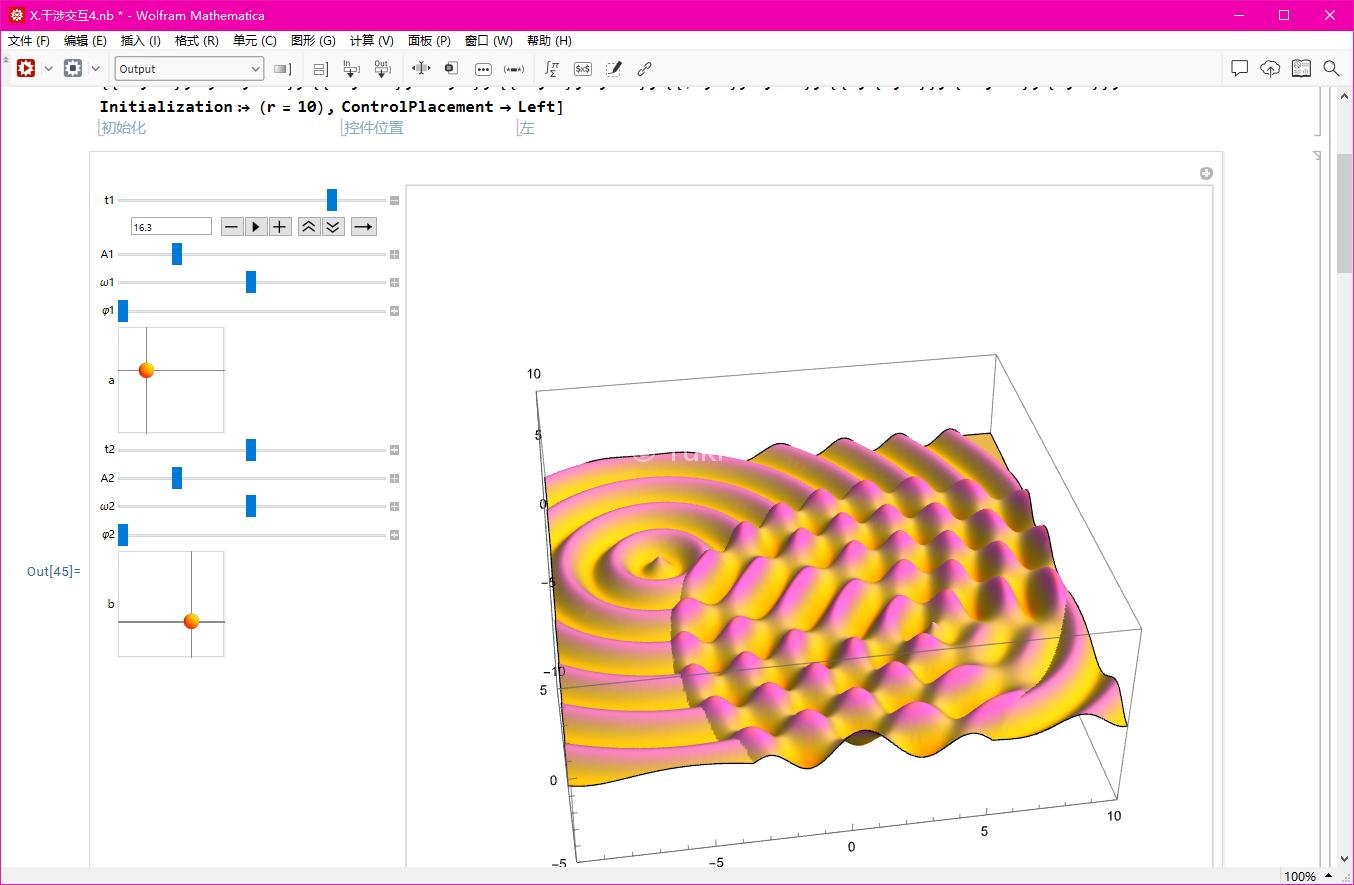 X.干涉交互4.nb * - Wolfram Mathematica
文件 (F) 编辑 (E) 插入 (I) 格式 (R) 单元 (C) 图形 (G) 计算 (V) 面板 (P) 窗口 (W) 帮助 (H)
Output
In[] Out[]
Initialization :> (r = 10), ControlPlacement → Left]
初始化 控件位置 左
t1
16.3
A1
ω1
φ1
a
t2
A2
ω2
φ2
Out[45]=
b
10
5
0
-5
-10
5
0
-5
-5
0
5
10
100%